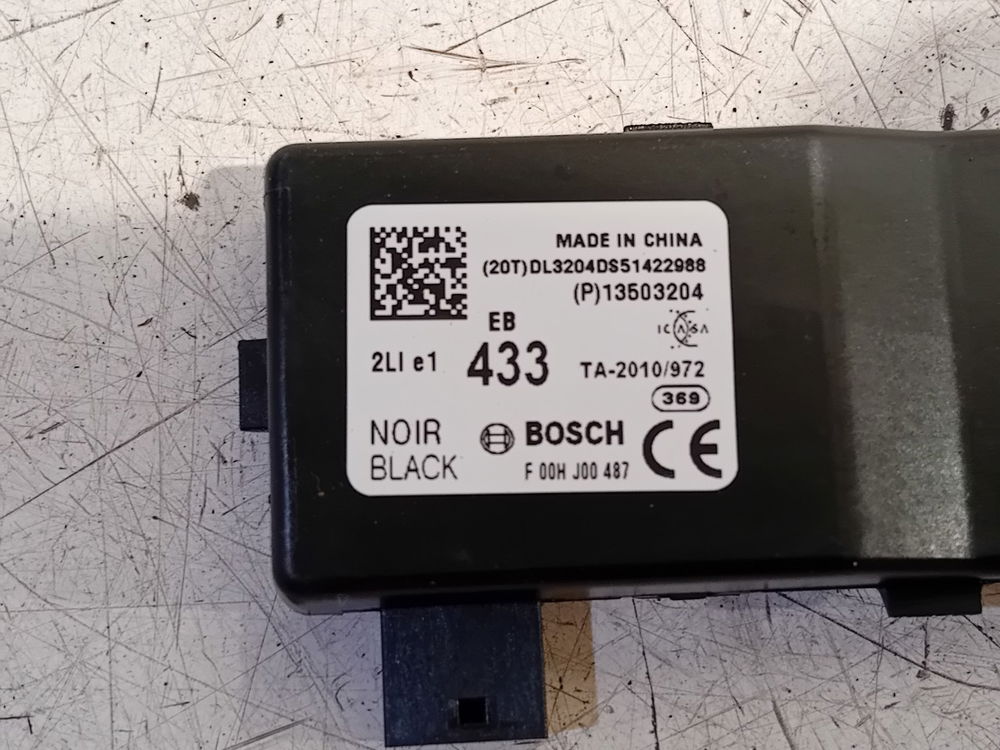 MADE IN CHINA
(20T)DL3204DS51422988
(P)13503204
EB
ICASA
2LI e1 433 TA-2010/972
369
NOIR
BLACK
BOSCH
F 00H J00 487
CE